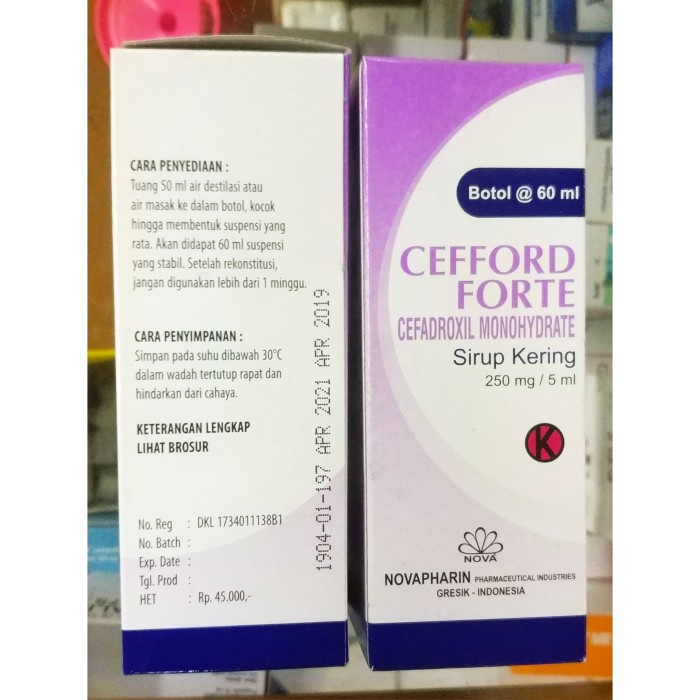 CARA PENYEDIAAN :
Tuang 50 ml air destilasi atau
air masak ke dalam botol, kocok
hingga membentuk suspensi yang
rata. Akan didapat 60 ml suspensi
yang stabil. Setelah rekonstitusi,
jangan digunakan lebih dari 1 minggu.
CARA PENYIMPANAN :
Simpan pada suhu dibawah 30°C
dalam wadah tertutup rapat dan
hindarkan dari cahaya.
KETERANGAN LENGKAP
LIHAT BROSUR
No. Reg : DKL 1734011138B1
No. Batch :
Exp. Date :
Tgl. Prod :
HET : Rp. 45.000,-
1904-01-197 APR 2021 APR 2019
Botol @ 60 ml
CEFFORD
FORTE
CEFADROXIL MONOHYDRATE
Sirup Kering
250 mg / 5 ml
K
NOVA
NOVAPHARIN PHARMACEUTICAL INDUSTRIES
GRESIK - INDONESIA